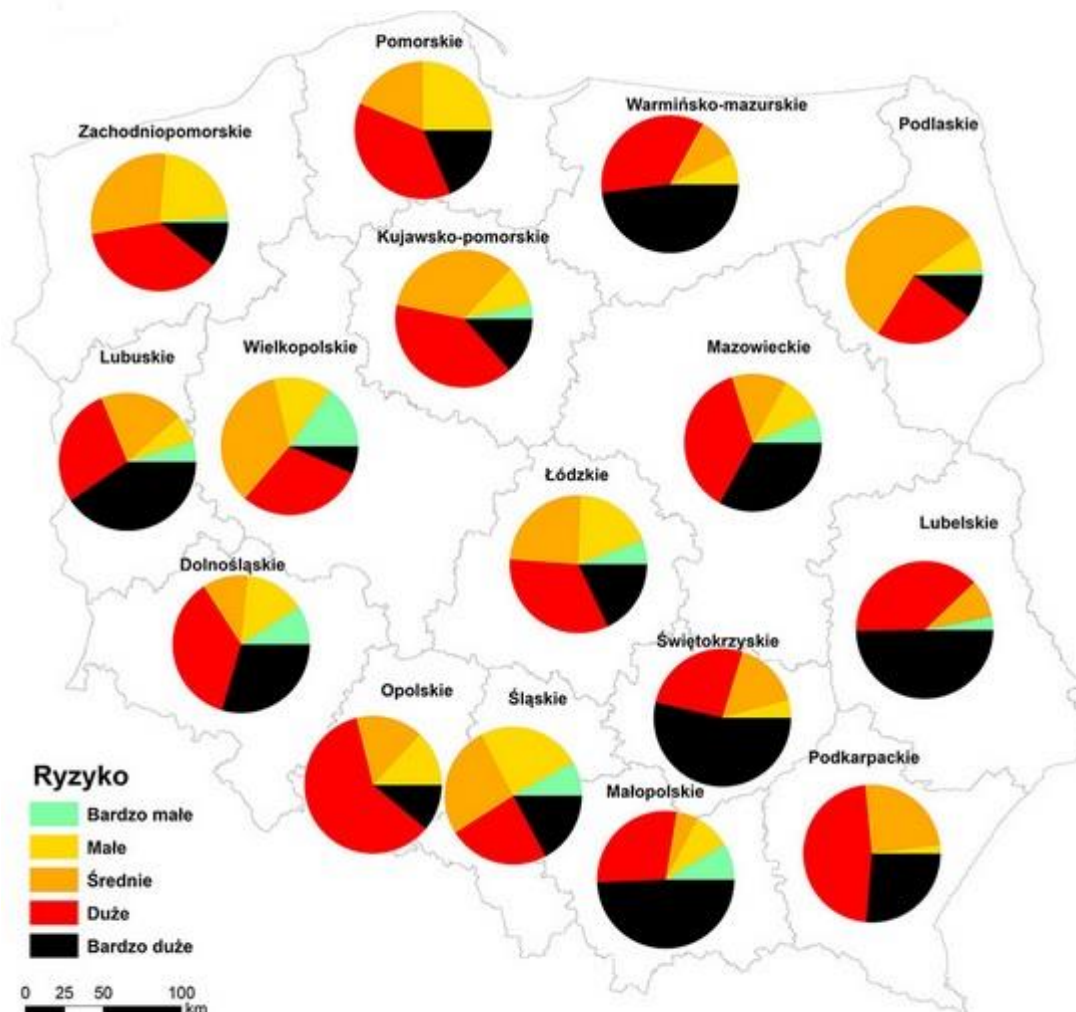 Pomorskie
Warmińsko-mazurskie
Zachodniopomorskie
Podlaskie
Kujawsko-pomorskie
Wielkopolskie
Lubuskie
Mazowieckie
Łódzkie
Lubelskie
Dolnośląskie
Świętokrzyskie
Opolskie
Śląskie
Podkarpackie
Małopolskie
Ryzyko
Bardzo małe
Małe
Średnie
Duże
Bardzo duże
0 25 50 100
km